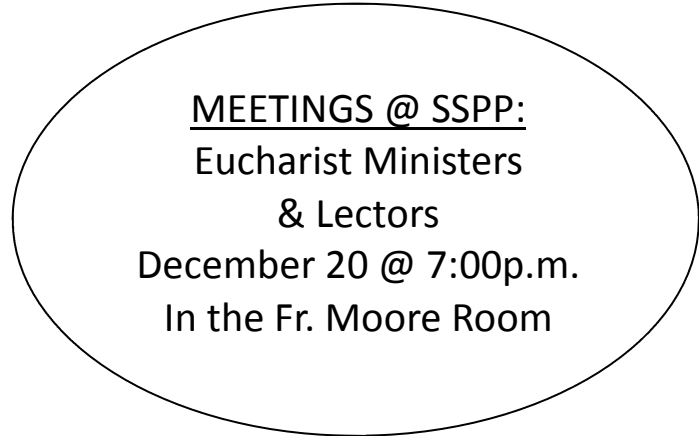 MEETINGS @ SSPP:
Eucharist Ministers
& Lectors
December 20 @ 7:00p.m.
In the Fr. Moore Room